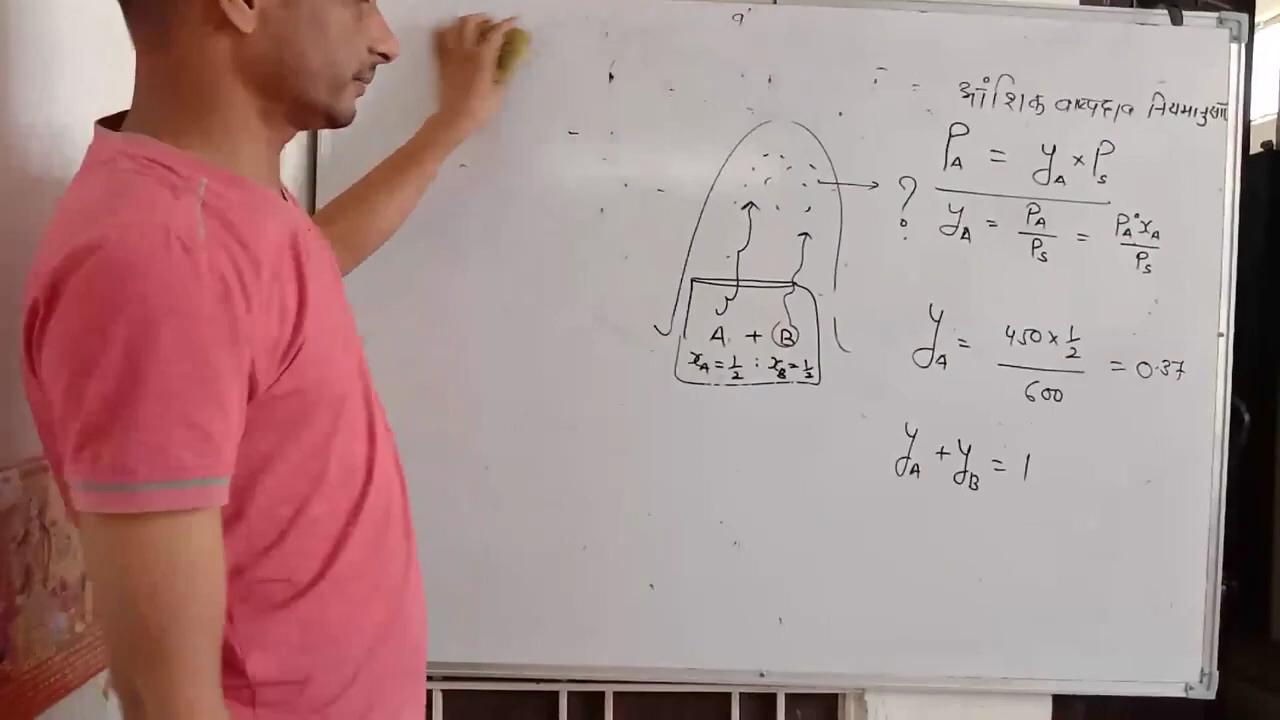 आंशिक वाष्पदाब नियमानुसार
P_A = y_A × P_S
?
y_A = P_A / P_S = P_A° x_A / P_S
A + B
x_A = 1/2 : x_B = 1/2
y_A = 450 × 1/2 / 600 = 0.37
y_A + y_B = 1